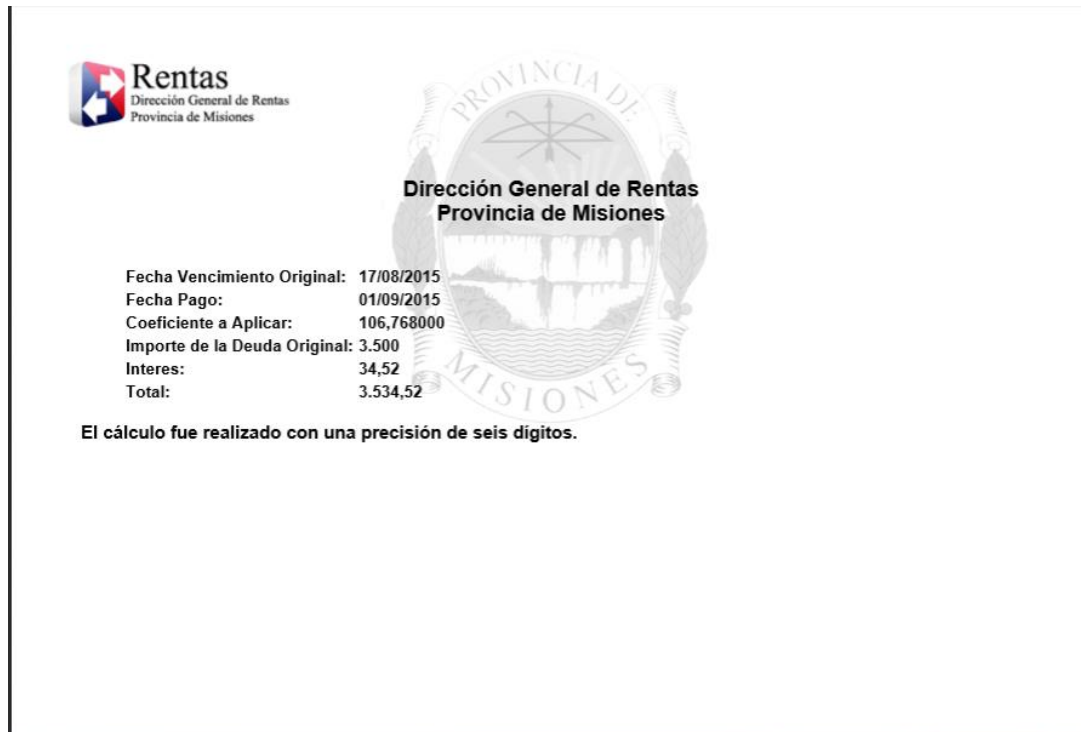 Rentas
Dirección General de Rentas
Provincia de Misiones
PROVINCIA DE
Dirección General de Rentas
Provincia de Misiones
Fecha Vencimiento Original: 17/08/2015
Fecha Pago: 01/09/2015
Coeficiente a Aplicar: 106,768000
Importe de la Deuda Original: 3.500
Interes: 34,52
Total: 3.534,52
MISIONES
El cálculo fue realizado con una precisión de seis digitos.